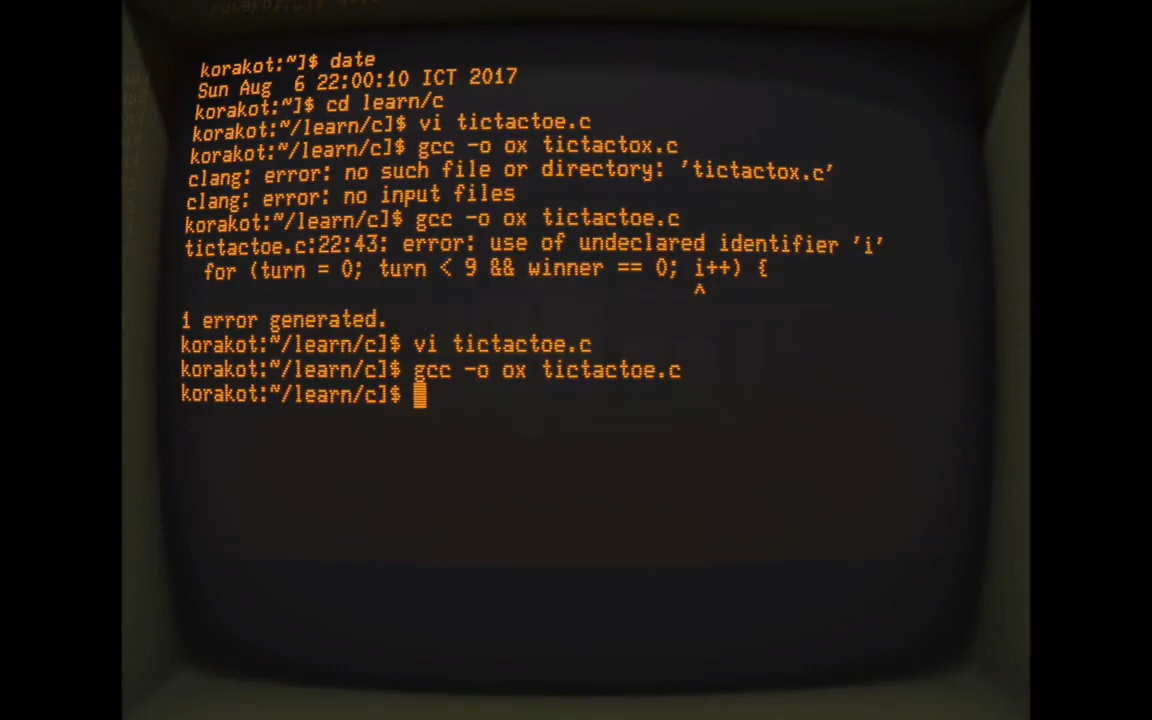 korakot:~]$ date
Sun Aug  6 22:00:10 ICT 2017
korakot:~]$ cd learn/c
korakot:~/learn/c]$ vi tictactoe.c
korakot:~/learn/c]$ gcc -o ox tictactox.c
clang: error: no such file or directory: 'tictactox.c'
clang: error: no input files
korakot:~/learn/c]$ gcc -o ox tictactoe.c
tictactoe.c:22:43: error: use of undeclared identifier 'i'
  for (turn = 0; turn < 9 && winner == 0; i++) {
                                          ^
1 error generated.
korakot:~/learn/c]$ vi tictactoe.c
korakot:~/learn/c]$ gcc -o ox tictactoe.c
korakot:~/learn/c]$